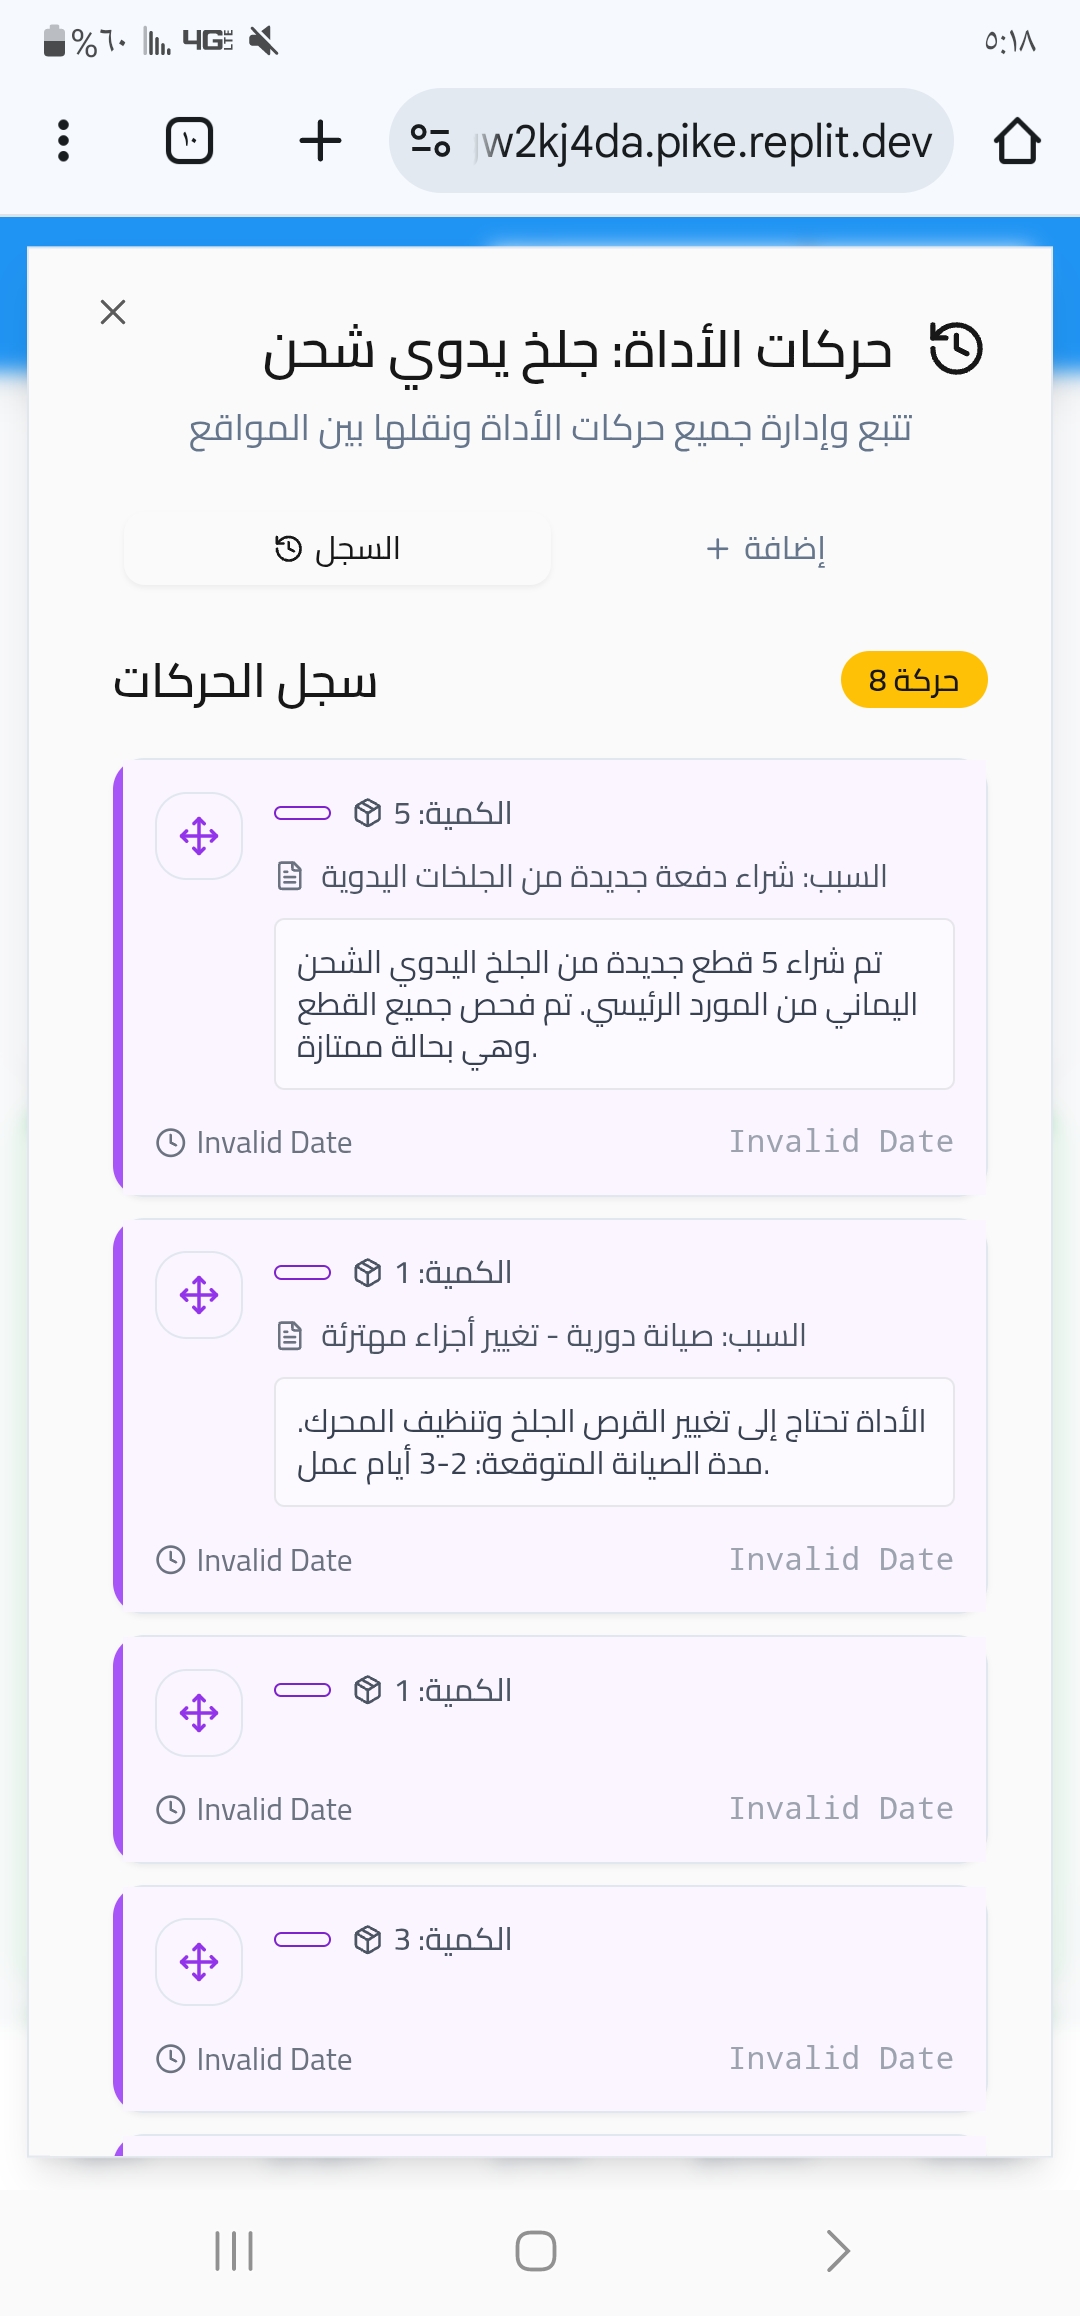 %٦٠ 4G LTE ٥:١٨
١٠ w2kj4da.pike.replit.dev
حركات الأداة: جلخ يدوي شحن
تتبع وإدارة جميع حركات الأداة ونقلها بين المواقع
إضافة
السجل
حركة 8
سجل الحركات
الكمية: 5
السبب: شراء دفعة جديدة من الجلخات اليدوية
تم شراء 5 قطع جديدة من الجلخ اليدوي الشحن
اليماني من المورد الرئيسي. تم فحص جميع القطع
وهي بحالة ممتازة.
Invalid Date Invalid Date
الكمية: 1
السبب: صيانة دورية - تغيير أجزاء مهترئة
الأداة تحتاج إلى تغيير القرص الجلخ وتنظيف المحرك.
مدة الصيانة المتوقعة: 2-3 أيام عمل.
Invalid Date Invalid Date
الكمية: 1
Invalid Date Invalid Date
الكمية: 3
Invalid Date Invalid Date